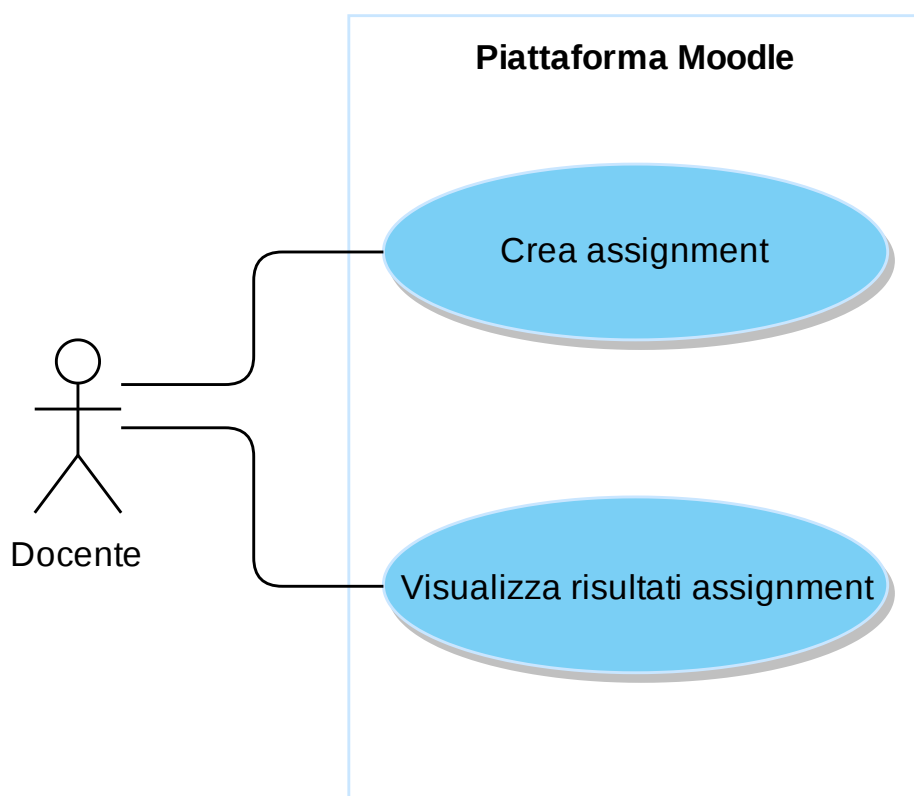 Piattaforma Moodle
Crea assignment
Docente
Visualizza risultati assignment